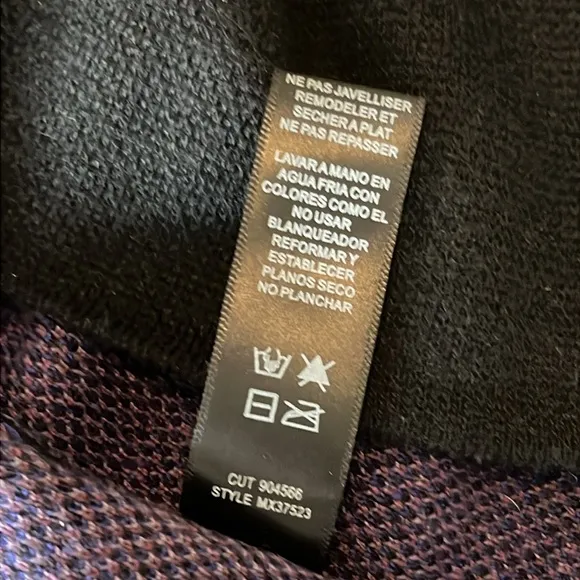 NE PAS JAVELLISER
REMODELER ET
SECHER A PLAT
NE PAS REPASSER
LAVAR A MANO EN
AGUA FRIA CON
COLORES COMO EL
NO USAR
BLANQUEADOR
REFORMAR Y
ESTABLECER
PLANOS SECO
NO PLANCHAR
CUT 904566
STYLE MX37523